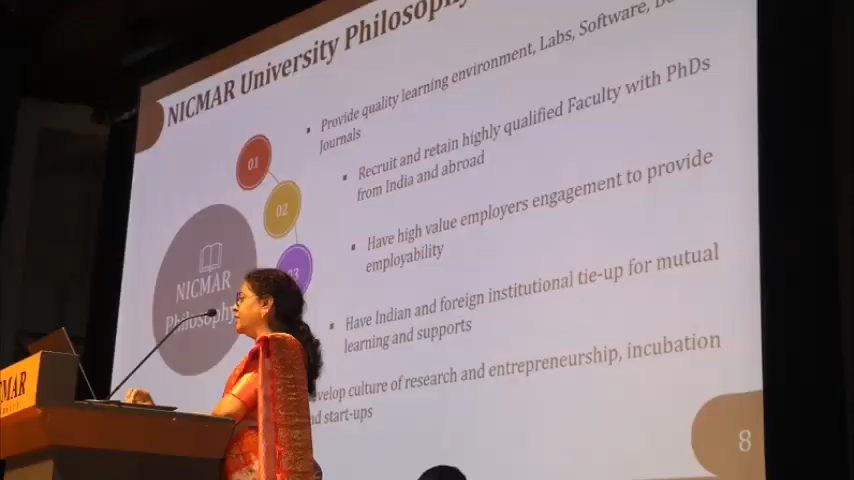 NICMAR University Philosophy
Provide quality learning environment, Labs, Software,
Journals
01
Recruit and retain highly qualified Faculty with PhDs
from India and abroad
02
Have high value employers engagement to provide
employability
03
NICMAR
Philosophy
Have Indian and foreign institutional tie-up for mutual
learning and supports
velop culture of research and entrepreneurship, incubation
nd start-ups
MAR
8